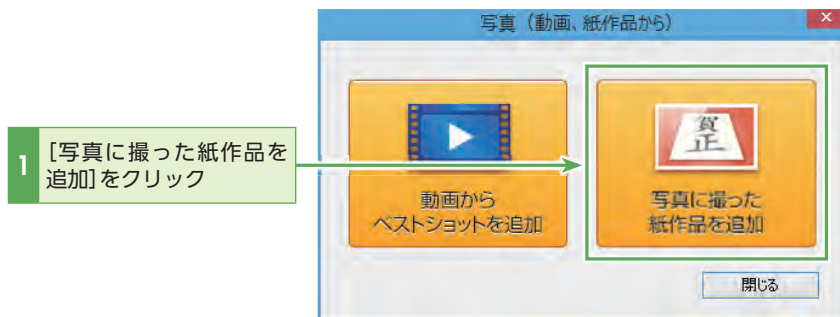 写真（動画、紙作品から）
1
[写真に撮った紙作品を
追加]をクリック
動画から
ベストショットを追加
賀
正
写真に撮った
紙作品を追加
閉じる